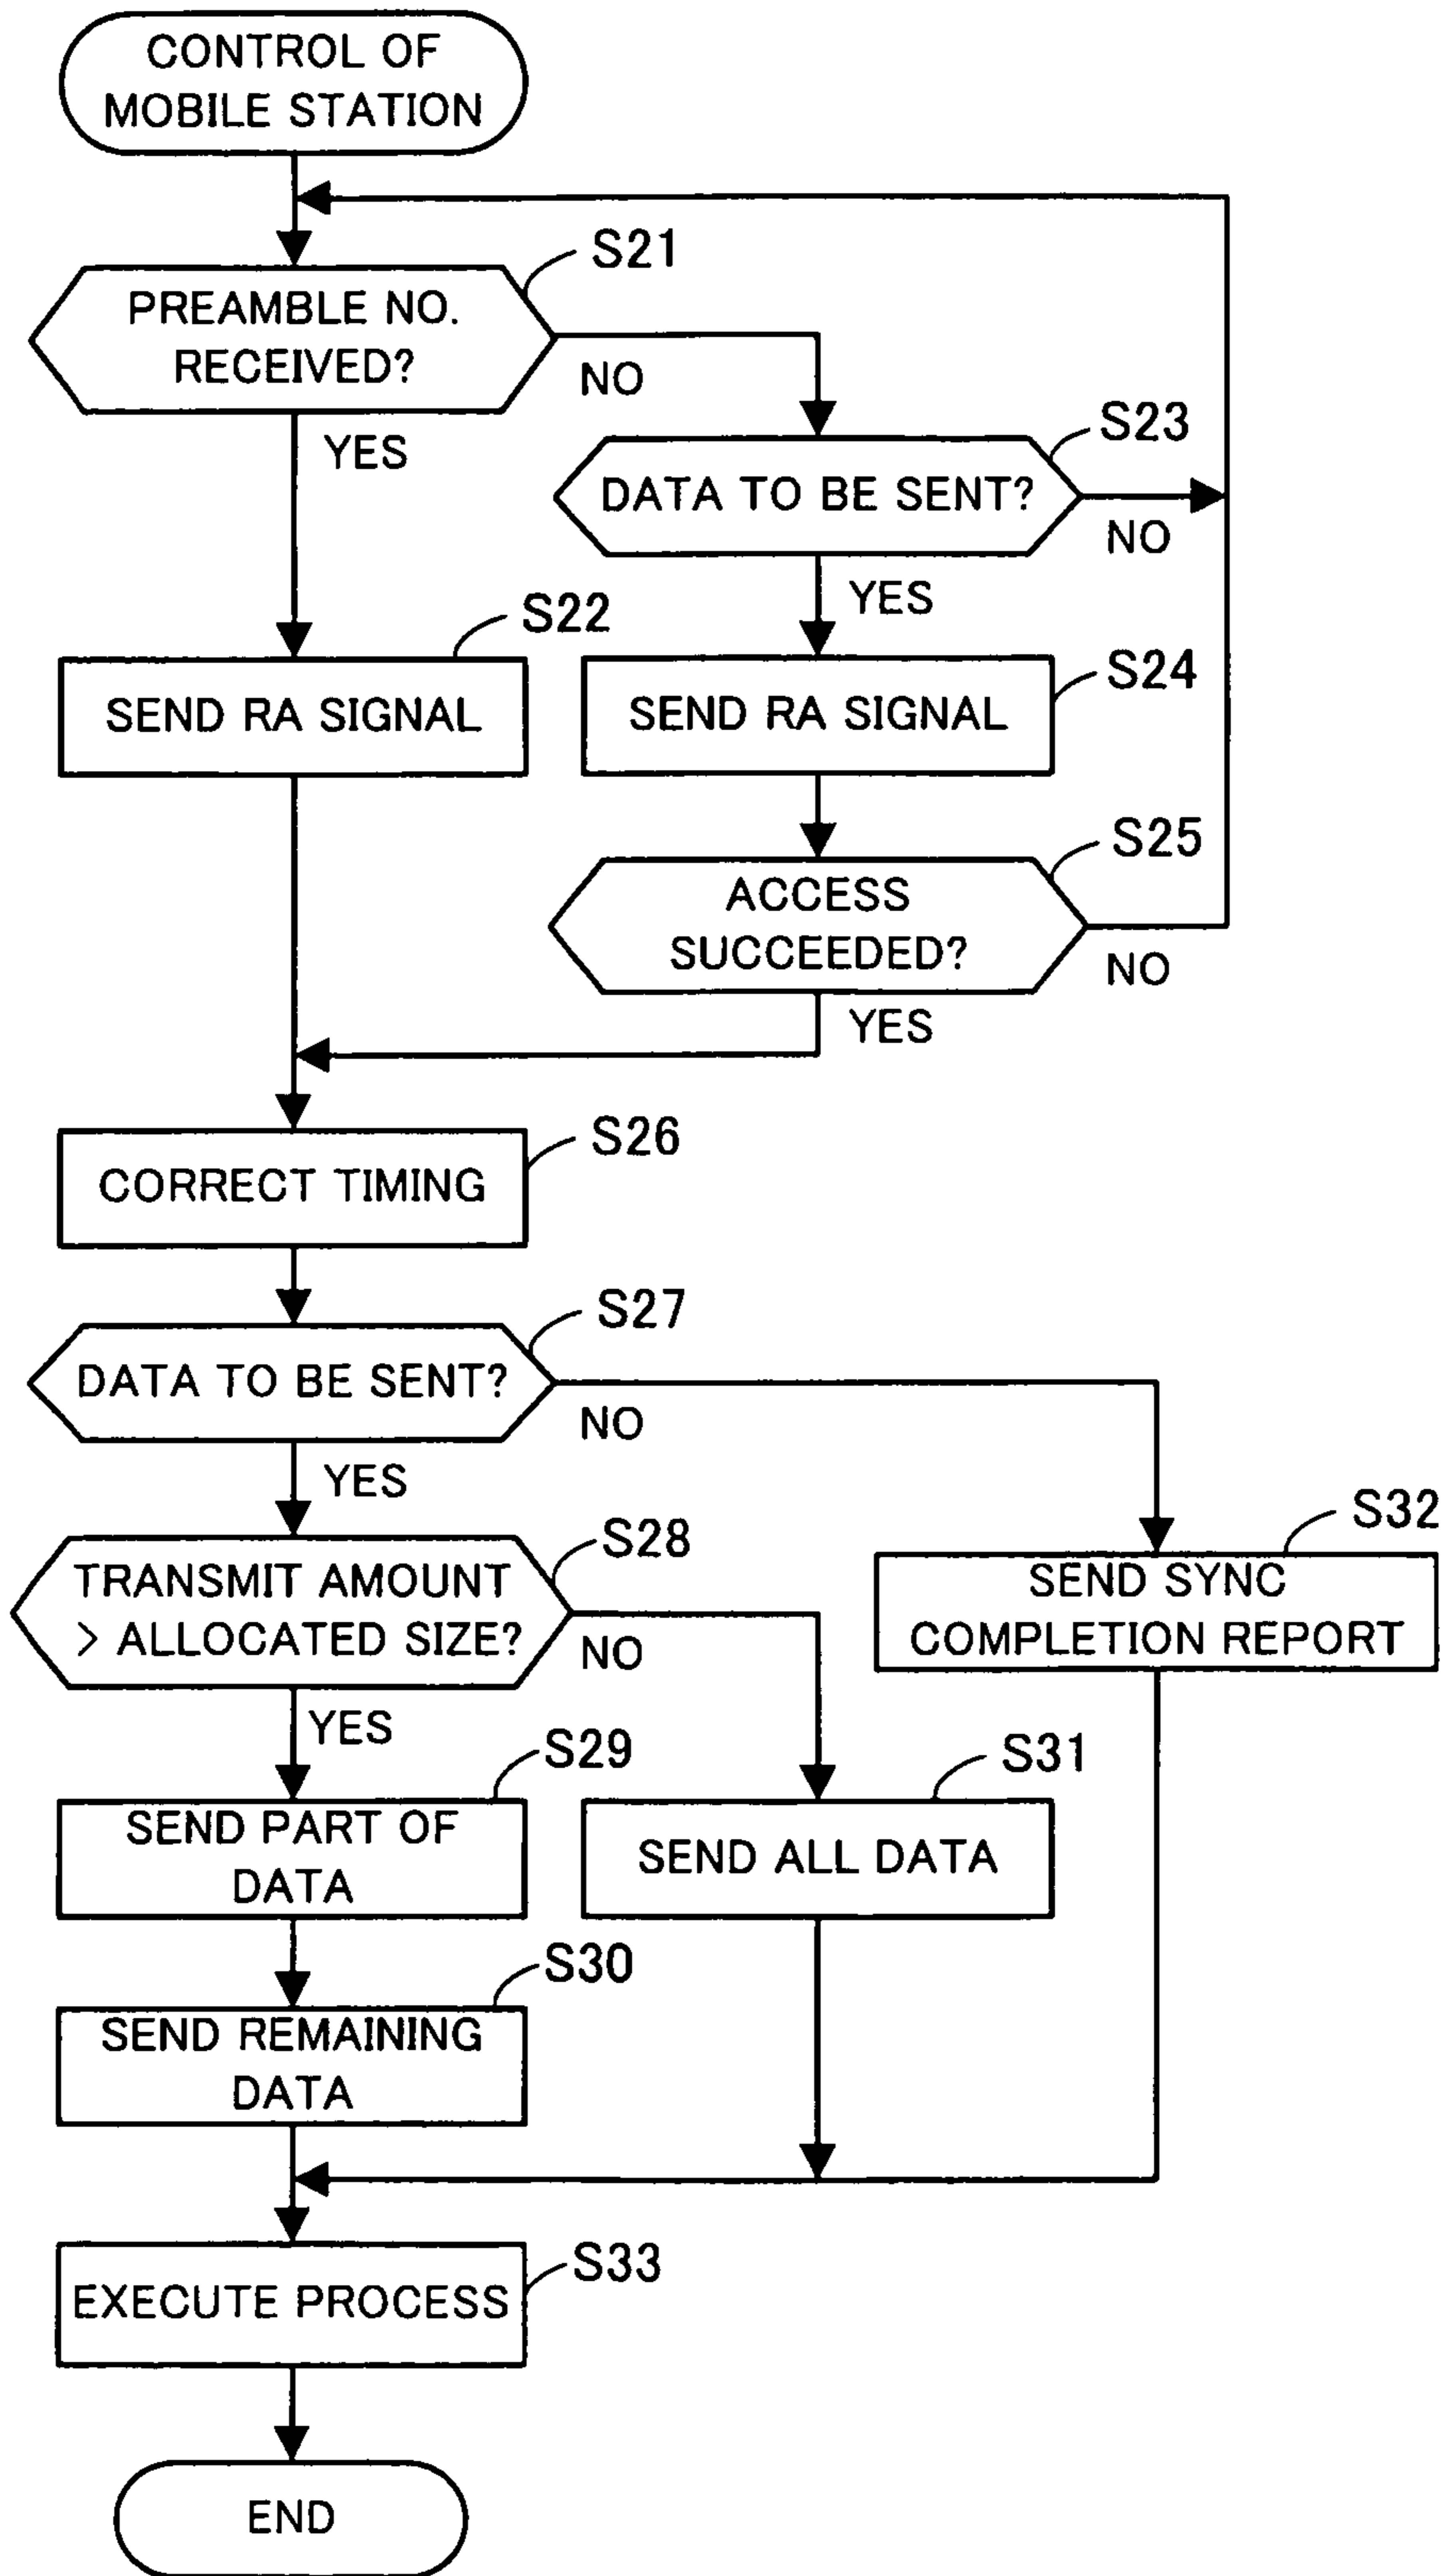 CONTROL OF
MOBILE STATION
S21
PREAMBLE NO.
RECEIVED?
NO
YES
S23
DATA TO BE SENT?
NO
YES
S22
SEND RA SIGNAL
S24
SEND RA SIGNAL
S25
ACCESS
SUCCEEDED?
NO
YES
S26
CORRECT TIMING
S27
DATA TO BE SENT?
NO
YES
S28
TRANSMIT AMOUNT
> ALLOCATED SIZE?
NO
YES
S32
SEND SYNC
COMPLETION REPORT
S29
SEND PART OF
DATA
S31
SEND ALL DATA
S30
SEND REMAINING
DATA
S33
EXECUTE PROCESS
END